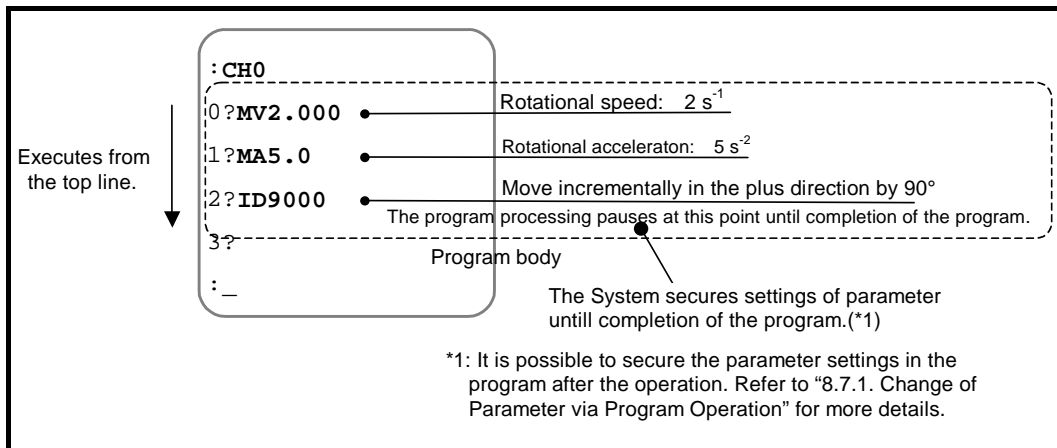 :CH0
0?MV2.000
Rotational speed: 2 s-1
1?MA5.0
Rotational acceleraton: 5 s-2
Executes from
the top line.
2?ID9000
Move incrementally in the plus direction by 90°
The program processing pauses at this point until completion of the program.
3?
Program body
:_
The System secures settings of parameter
untill completion of the program.(*1)
*1: It is possible to secure the parameter settings in the
program after the operation. Refer to “8.7.1. Change of
Parameter via Program Operation” for more details.